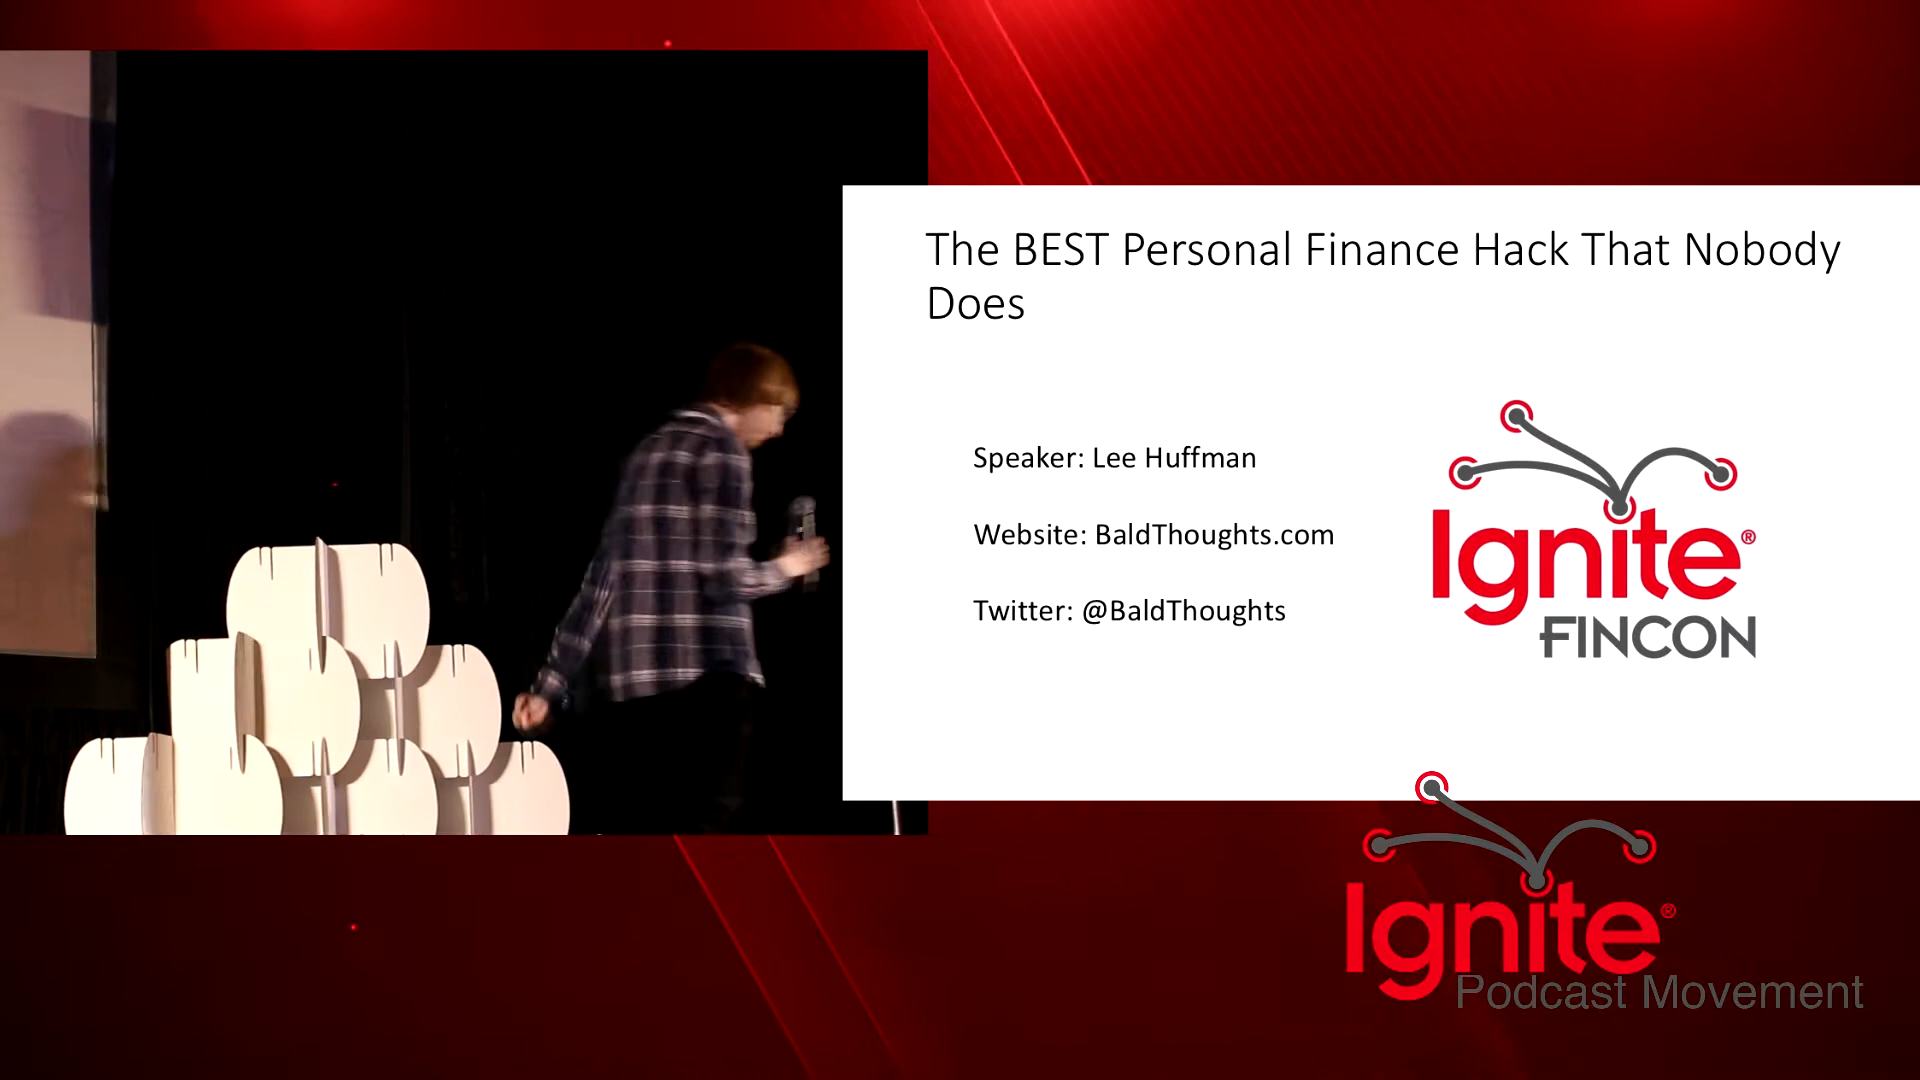 The BEST Personal Finance Hack That Nobody
Does
Speaker: Lee Huffman
Website: BaldThoughts.com
Twitter: @BaldThoughts
Ignite®
FINCON
Ignite®
Podcast Movement